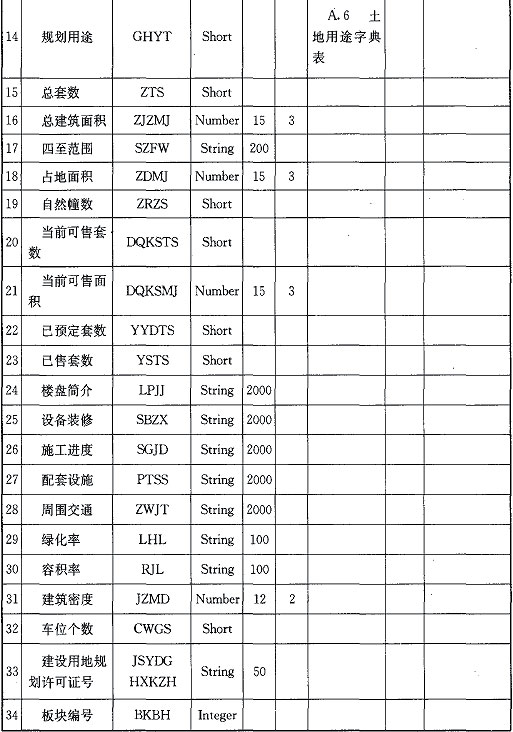 14 规划用途 GHYT Short A.6 土地用途字典表
15 总套数 ZTS Short
16 总建筑面积 ZJZMJ Number 15 3
17 四至范围 SZFW String 200
18 占地面积 ZDMJ Number 15 3
19 自然幢数 ZRZS Short
20 当前可售套数 DQKSTS Short
21 当前可售面积 DQKSMJ Number 15 3
22 已预定套数 YYDTS Short
23 已售套数 YSTS Short
24 楼盘简介 LPJJ String 2000
25 设备装修 SBZX String 2000
26 施工进度 SGJD String 2000
27 配套设施 PTSS String 2000
28 周围交通 ZWJT String 2000
29 绿化率 LHL String 100
30 容积率 RJL String 100
31 建筑密度 JZMD Number 12 2
32 车位个数 CWGS Short
33 建设用地规划许可证号 JSYDGHXKZH String 50
34 板块编号 BKBH Integer